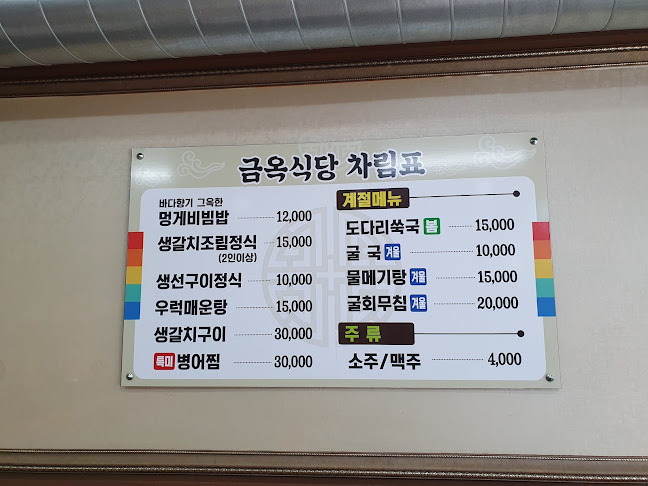 금옥식당 차림표
바다향기 그윽한
멍게비빔밥 12,000
생갈치조림정식 15,000
(2인이상)
생선구이정식 10,000
우럭매운탕 15,000
생갈치구이 30,000
특미 병어찜 30,000
계절메뉴
도다리쑥국 봄 15,000
굴 국 겨울 10,000
물메기탕 겨울 15,000
굴회무침 겨울 20,000
주 류
소주/맥주 4,000